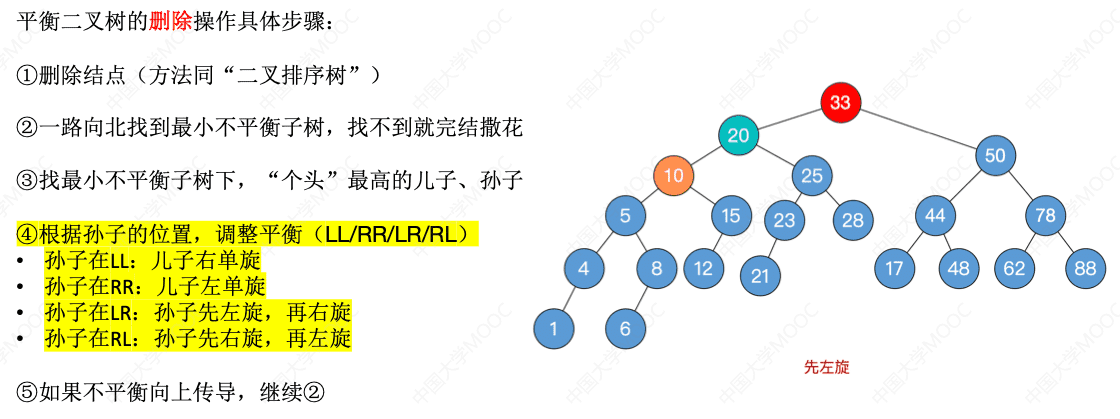 平衡二叉树的删除操作具体步骤：
①删除结点（方法同“二叉排序树”）
②一路向北找到最小不平衡子树，找不到就完结撒花
③找最小不平衡子树下，“个头”最高的儿子、孙子
④根据孙子的位置，调整平衡（LL/RR/LR/RL）
• 孙子在LL：儿子右单旋
• 孙子在RR：儿子左单旋
• 孙子在LR：孙子先左旋，再右旋
• 孙子在RL：孙子先右旋，再左旋
⑤如果不平衡向上传导，继续②
33
20
50
10
25
5
15
23
28
44
78
4
8
12
21
17
48
62
88
1
6
先左旋
中国大学MOOC